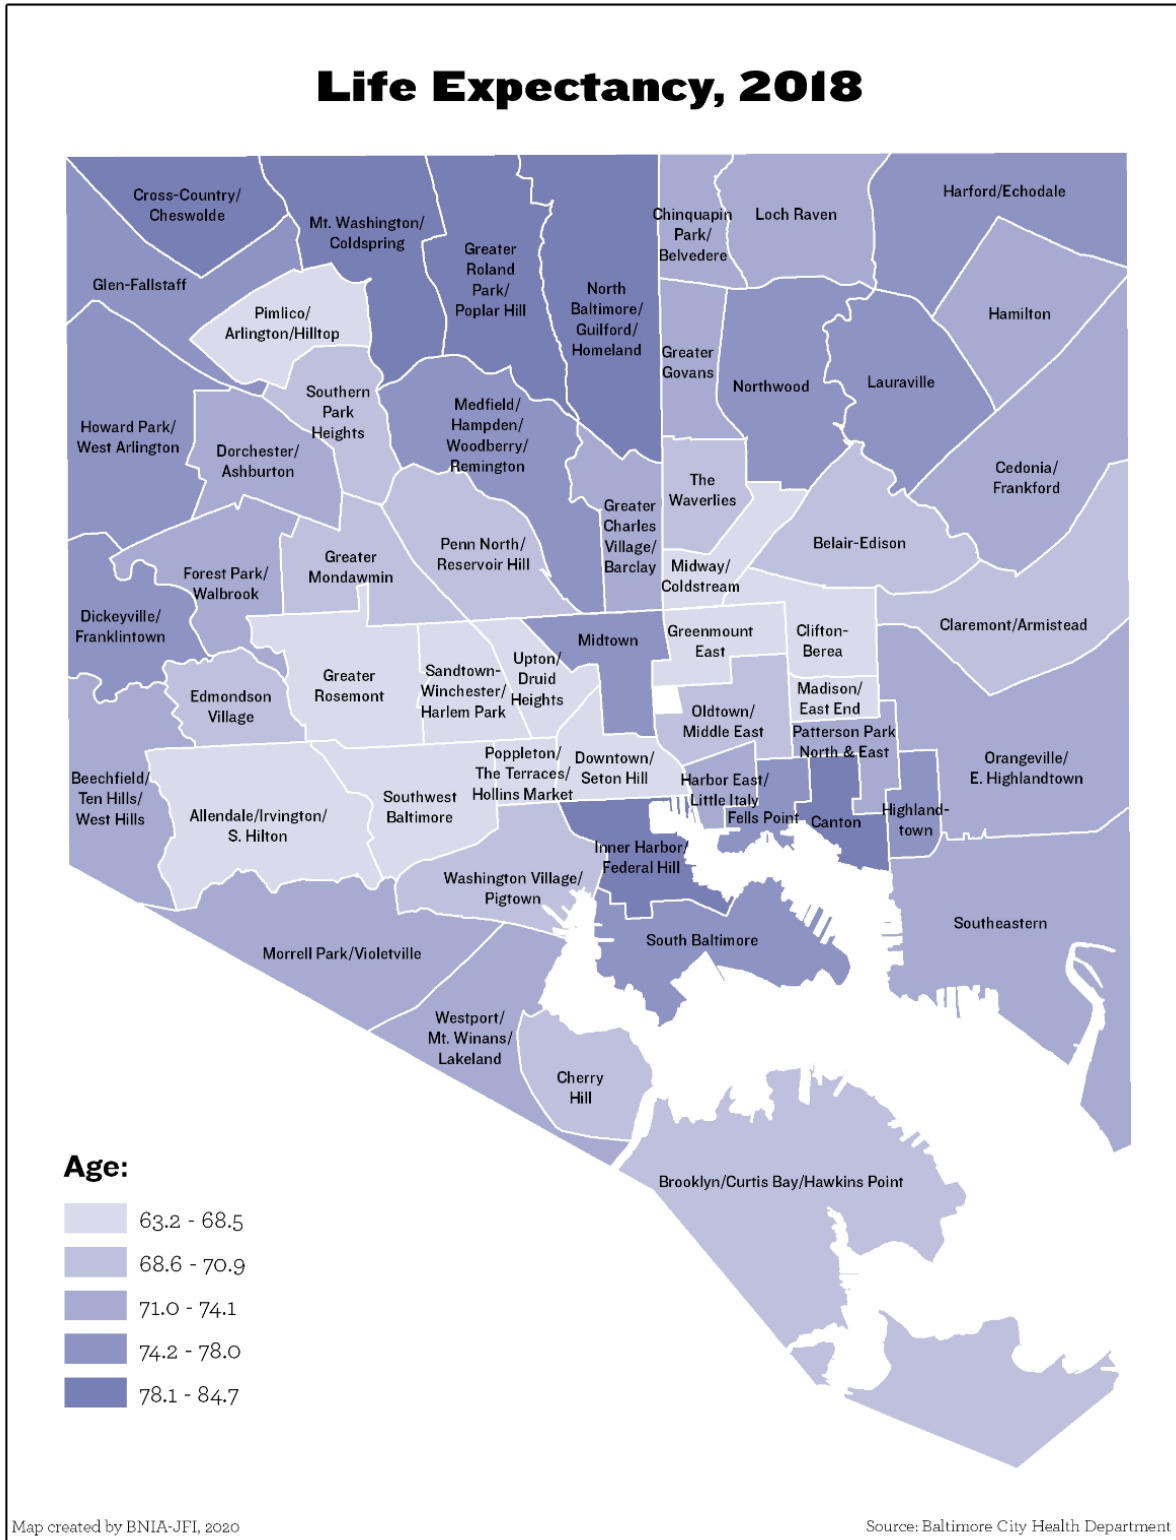 Life Expectancy, 2018
Cross-Country/
Cheswolde
Mt. Washington/
Coldspring
Greater
Roland
Park/
Poplar Hill
North
Baltimore/
Guilford/
Homeland
Chinquapin
Park/
Belvedere
Loch Raven
Harford/Echodale
Glen-Fallstaff
Pimlico/
Arlington/Hilltop
Hamilton
Southern
Park
Heights
Greater
Govans
Northwood
Lauraville
Howard Park/
West Arlington
Dorchester/
Ashburton
Medfield/
Hampden/
Woodberry/
Remington
The
Waverlies
Cedonia/
Frankford
Greater
Charles
Village/
Barclay
Penn North/
Reservoir Hill
Belair-Edison
Greater
Mondawmin
Forest Park/
Walbrook
Midway/
Coldstream
Dickeyville/
Franklintown
Midtown
Greenmount
East
Clifton-
Berea
Claremont/Armistead
Greater
Rosemont
Sandtown-
Winchester/
Harlem Park
Upton/
Druid
Heights
Edmondson
Village
Madison/
East End
Oldtown/
Middle East
Patterson Park
North & East
Orangeville/
E. Highlandtown
Beechfield/
Ten Hills/
West Hills
Allendale/Irvington/
S. Hilton
Southwest
Baltimore
Poppleton/
The Terraces/
Hollins Market
Downtown/
Seton Hill
Harbor East/
Little Italy
Fells Point
Canton
Highland-
town
Inner Harbor/
Federal Hill
Washington Village/
Pigtown
South Baltimore
Southeastern
Morrell Park/Violetville
Westport/
Mt. Winans/
Lakeland
Cherry
Hill
Brooklyn/Curtis Bay/Hawkins Point
Age:
63.2 - 68.5
68.6 - 70.9
71.0 - 74.1
74.2 - 78.0
78.1 - 84.7
Map created by BNIA-JFI, 2020
Source: Baltimore City Health Department